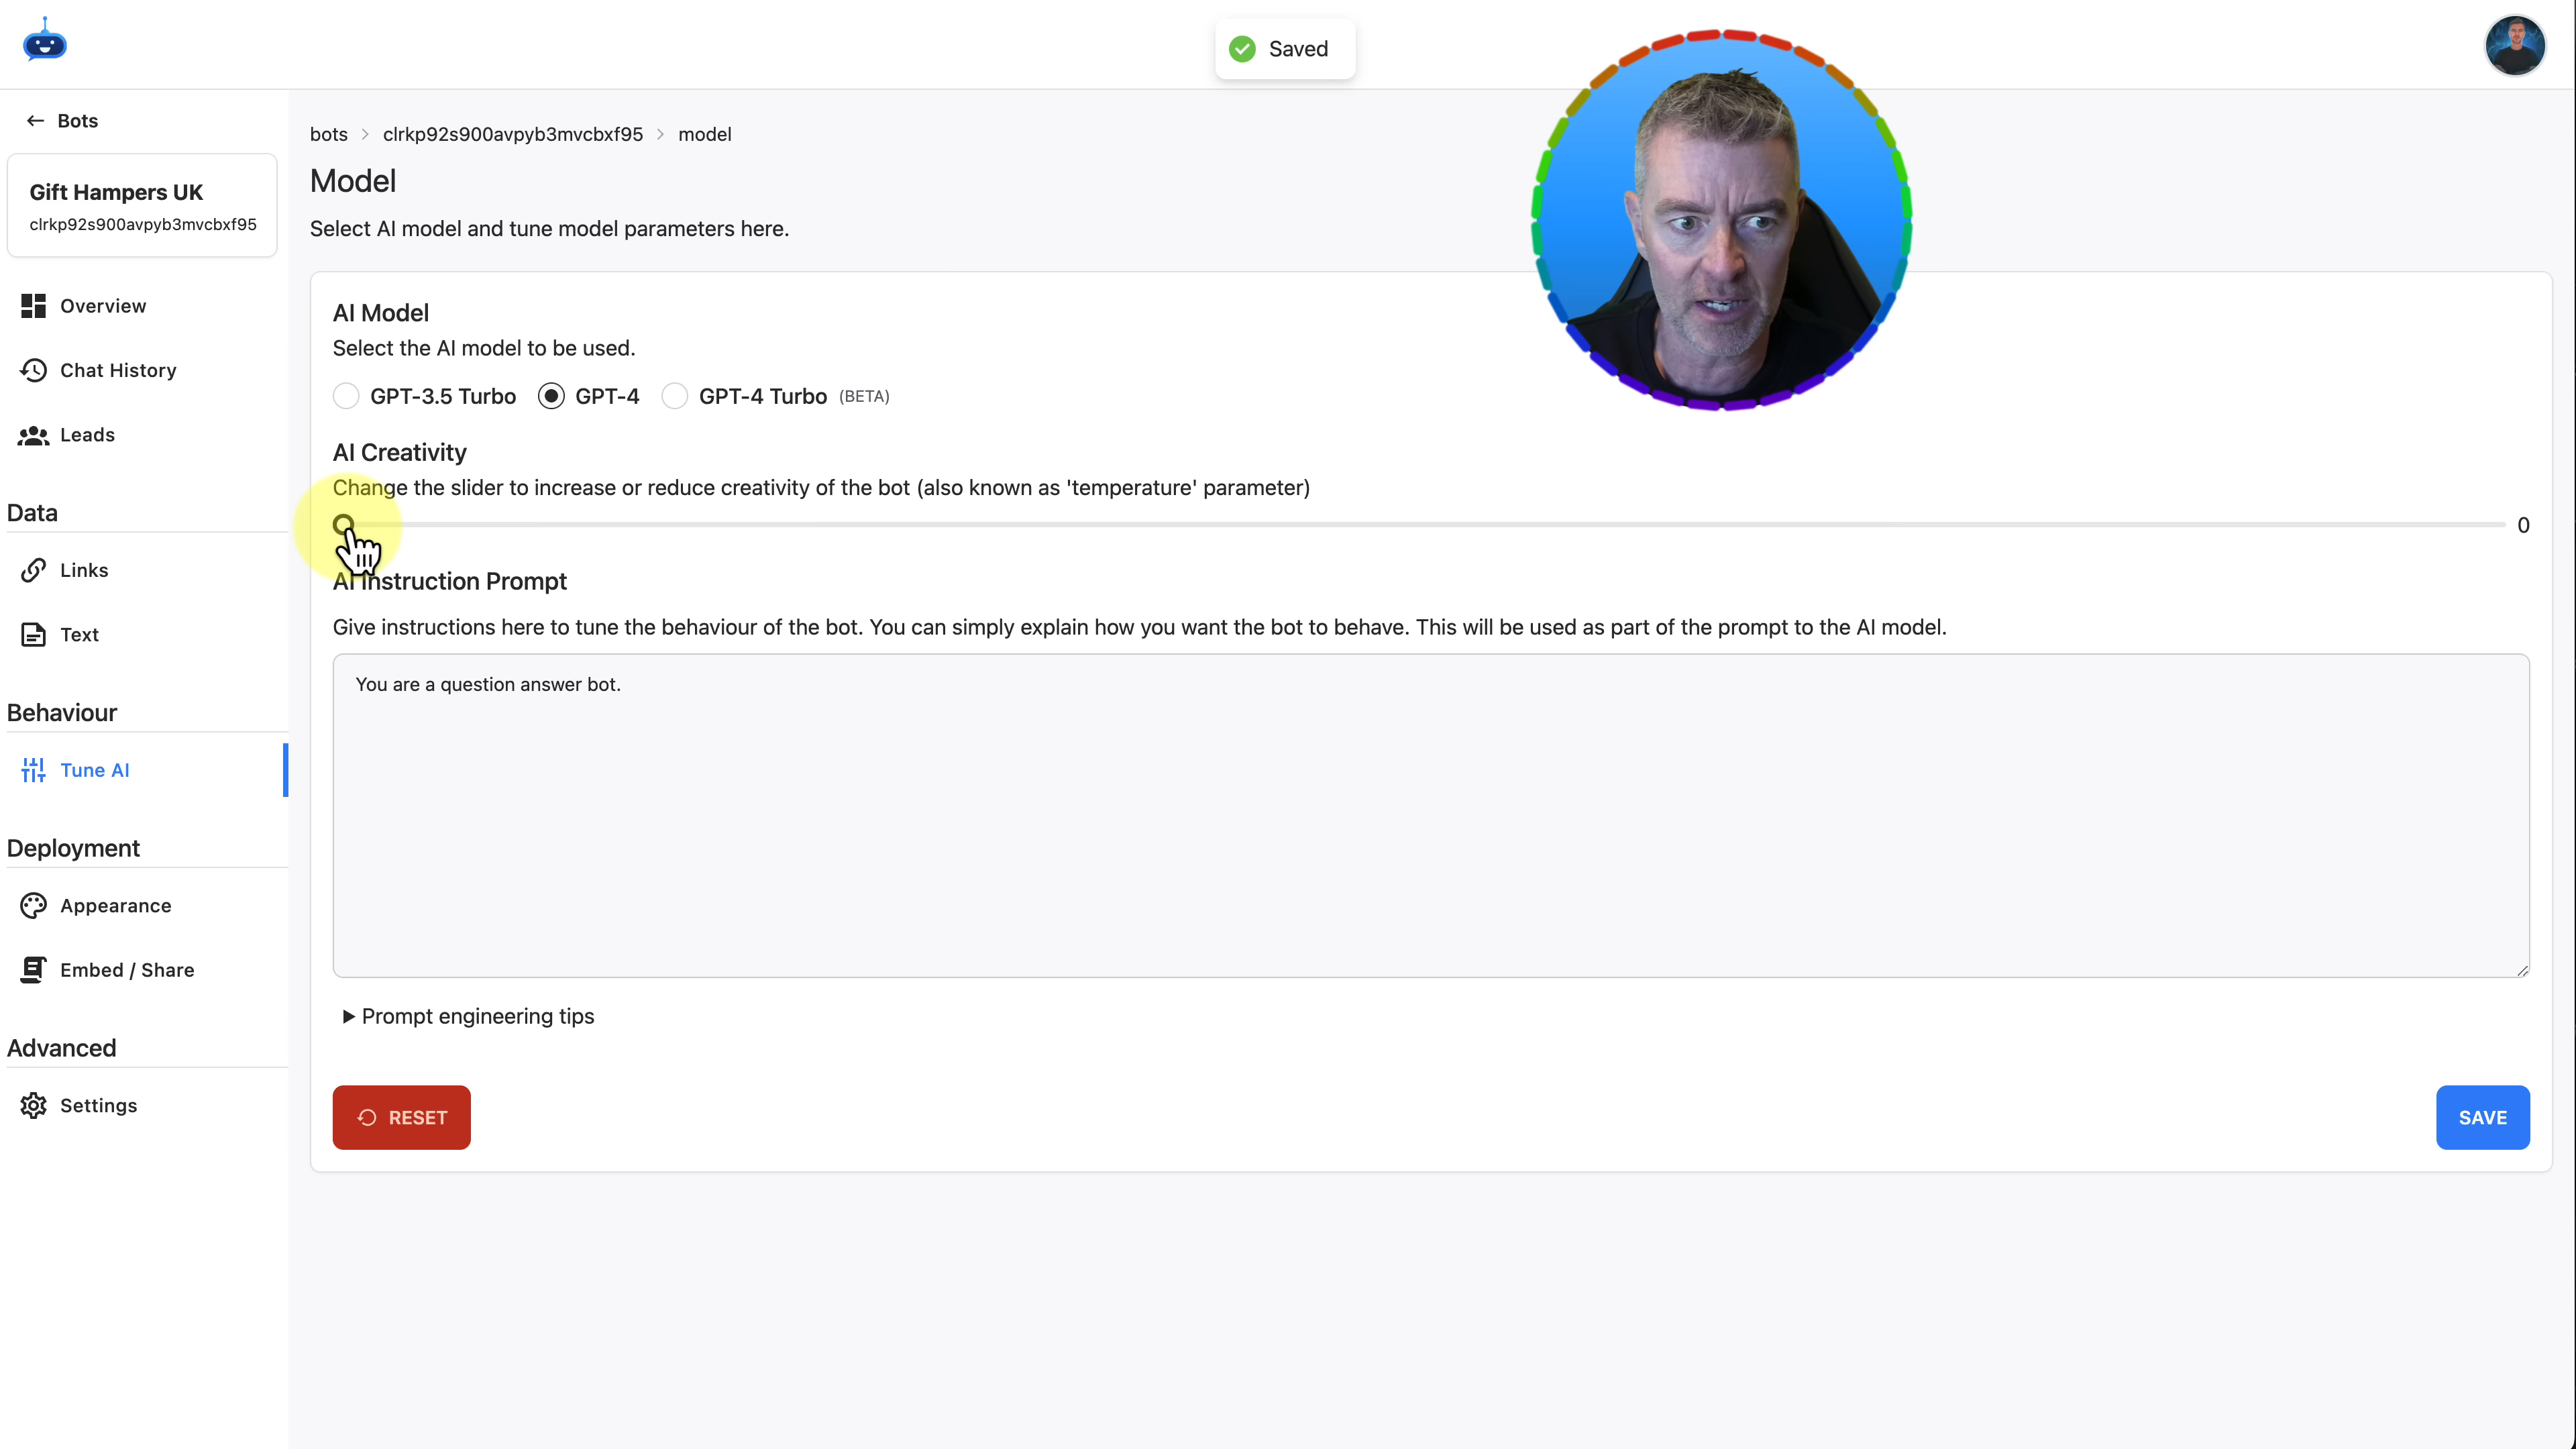 Saved
Bots
Gift Hampers UK
clrkp92s900avpyb3mvcbxf95
Overview
Chat History
Leads
Data
Links
Text
Behaviour
Tune AI
Deployment
Appearance
Embed / Share
Advanced
Settings
bots > clrkp92s900avpyb3mvcbxf95 > model
Model
Select AI model and tune model parameters here.
AI Model
Select the AI model to be used.
GPT-3.5 Turbo GPT-4 GPT-4 Turbo (BETA)
AI Creativity
Change the slider to increase or reduce creativity of the bot (also known as 'temperature' parameter)
0
AI Instruction Prompt
Give instructions here to tune the behaviour of the bot. You can simply explain how you want the bot to behave. This will be used as part of the prompt to the AI model.
You are a question answer bot.
Prompt engineering tips
RESET
SAVE